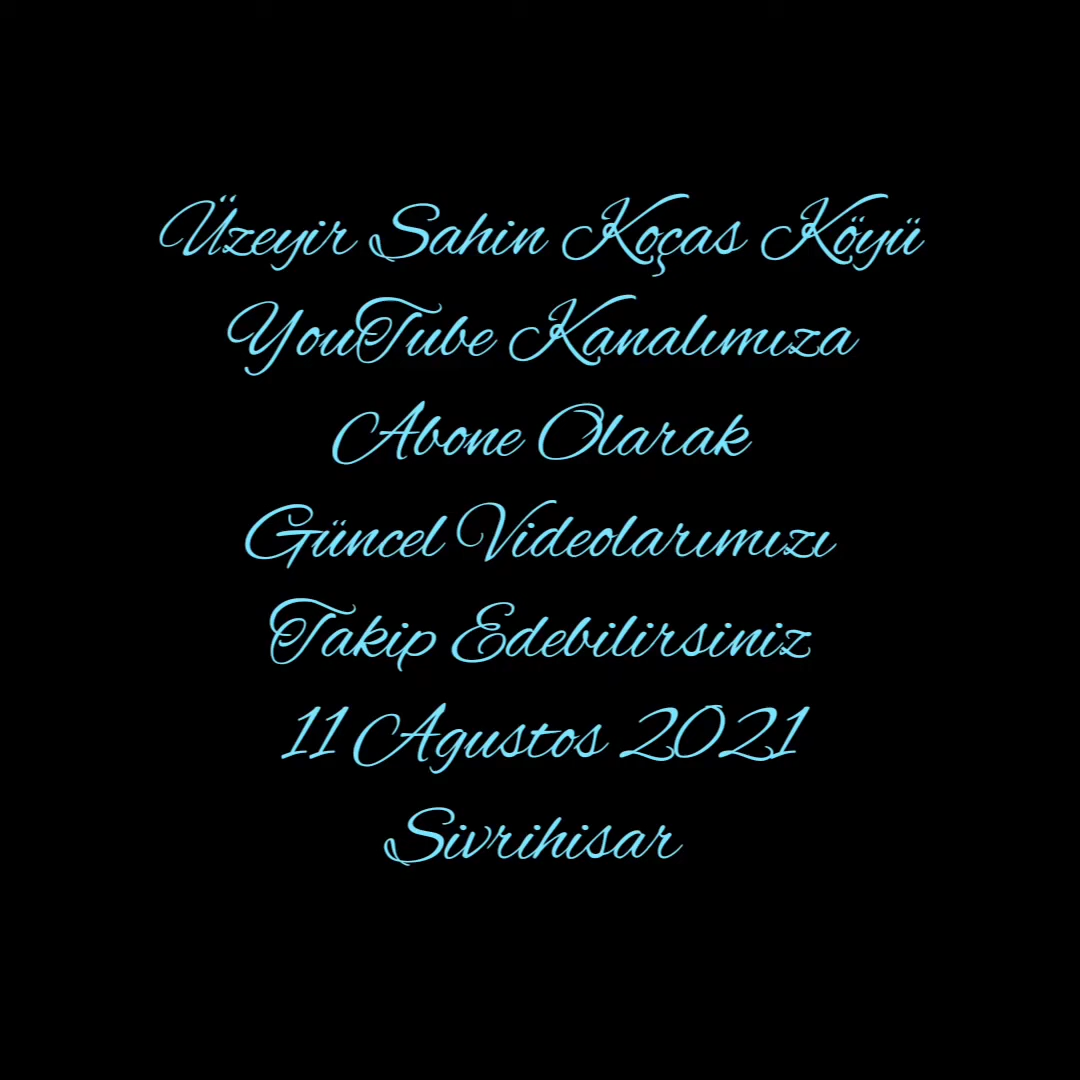 Üzeyir Sahin Koças Köyü
YouTube Kanalımıza
Abone Olarak
Güncel Videolarımızı
Takip Edebilirsiniz
11 Agustos 2021
Sivrihisar